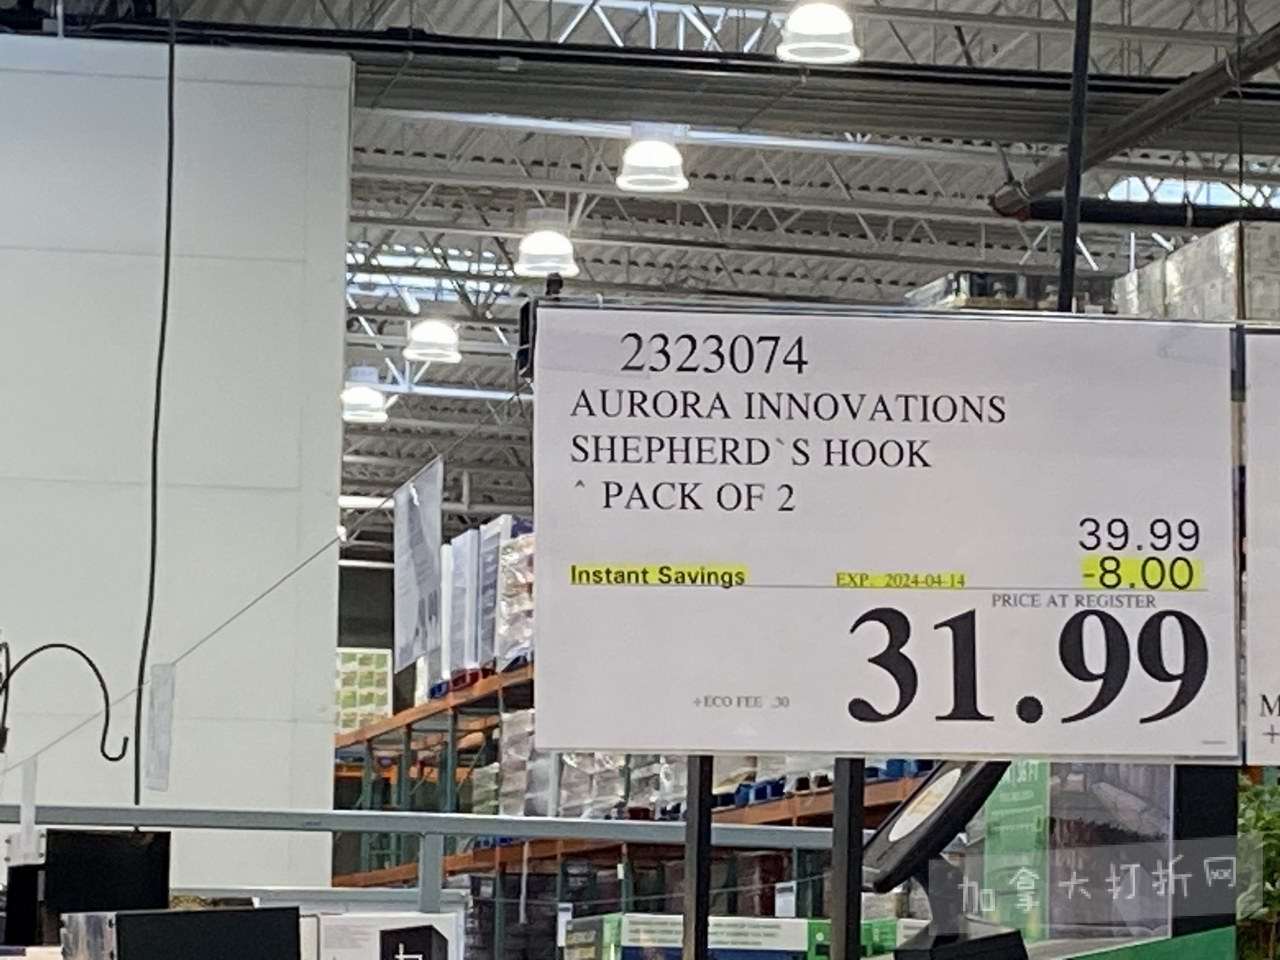 2323074
AURORA INNOVATIONS
SHEPHERD`S HOOK
^ PACK OF 2
39.99
Instant Savings EXP. 2024-04-14 -8.00
PRICE AT REGISTER
31.99
+ECO FEE .30
M
+
加拿大打折网